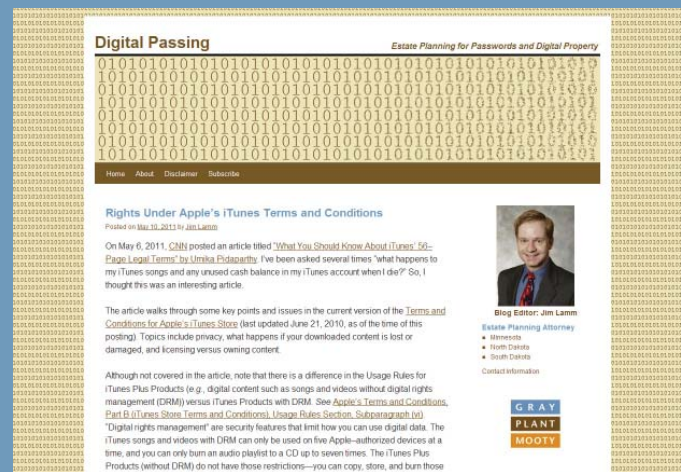 Digital Passing
Estate Planning for Passwords and Digital Property
Home About Disclaimer Subscribe
Rights Under Apple's iTunes Terms and Conditions
Posted on May 10, 2011 by Jim Lamm
On May 6, 2011, CNN posted an article titled "What You Should Know About iTunes' 56–
Page Legal Terms" by Umika Pidaparthy. I've been asked several times "what happens to
my iTunes songs and any unused cash balance in my iTunes account when I die?" So, I
thought this was an interesting article.
The article walks through some key points and issues in the current version of the Terms and
Conditions for Apple's iTunes Store (last updated June 21, 2010, as of the time of this
posting). Topics include privacy, what happens if your downloaded content is lost or
damaged, and licensing versus owning content.
Although not covered in the article, note that there is a difference in the Usage Rules for
iTunes Plus Products (e.g., digital content such as songs and videos without digital rights
management (DRM)) versus iTunes Products with DRM. See Apple's Terms and Conditions,
Part B (iTunes Store Terms and Conditions), Usage Rules Section, Subparagraph (vi).
"Digital rights management" are security features that limit how you can use digital data. The
iTunes songs and videos with DRM can only be used on five Apple–authorized devices at a
time, and you can only burn an audio playlist to a CD up to seven times. The iTunes Plus
Products (without DRM) do not have those restrictions—you can copy, store, and burn those
Blog Editor: Jim Lamm
Estate Planning Attorney
Minnesota
North Dakota
South Dakota
Contact Information
GRAY
PLANT
MOOTY